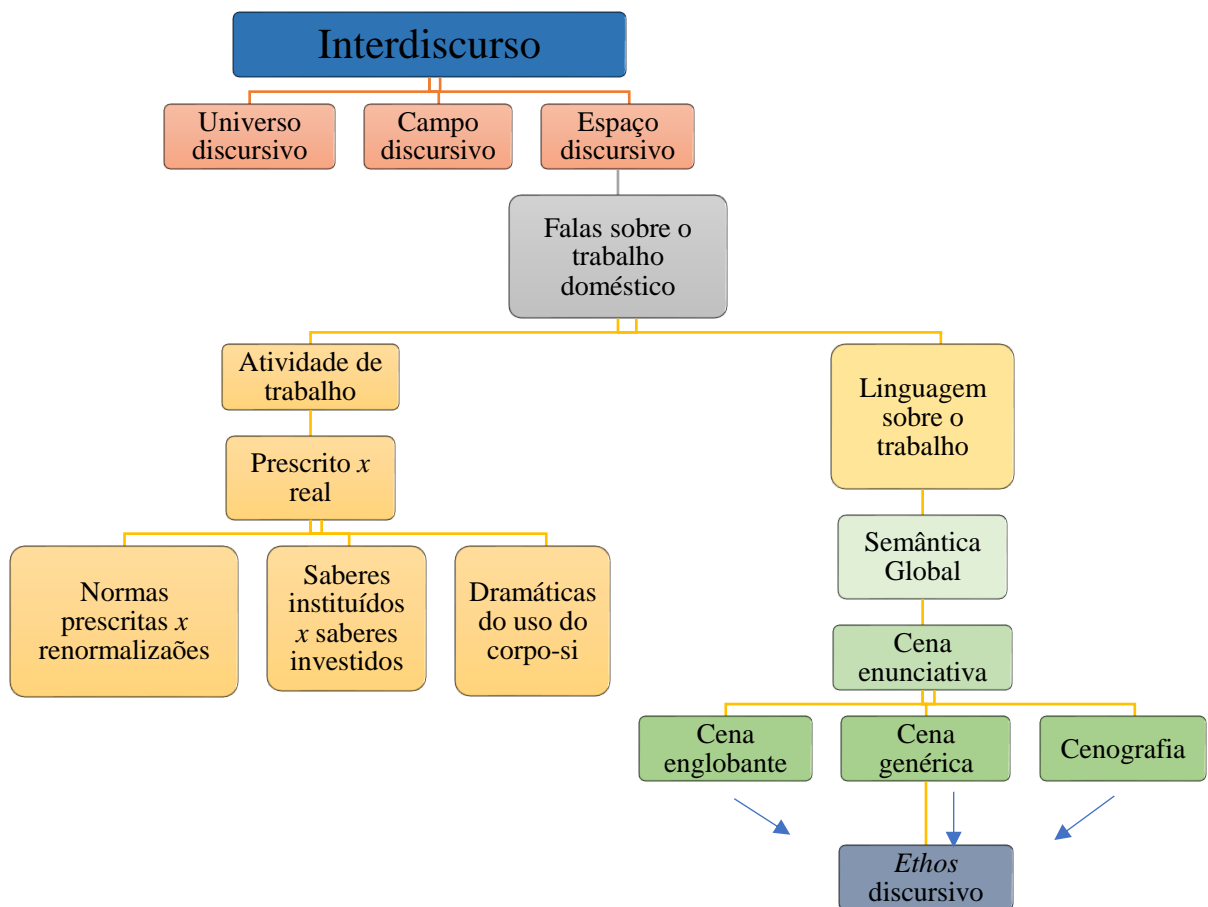 Interdiscurso
Universo
discursivo
Campo
discursivo
Espaço
discursivo
Falas sobre o
trabalho
doméstico
Atividade de
trabalho
Prescrito x
real
Normas
prescritas x
renormalizaões
Saberes
instituídos
x saberes
investidos
Dramáticas
do uso do
corpo-si
Linguagem
sobre o
trabalho
Semântica
Global
Cena
enunciativa
Cena
englobante
Cena
genérica
Cenografia
Ethos
discursivo